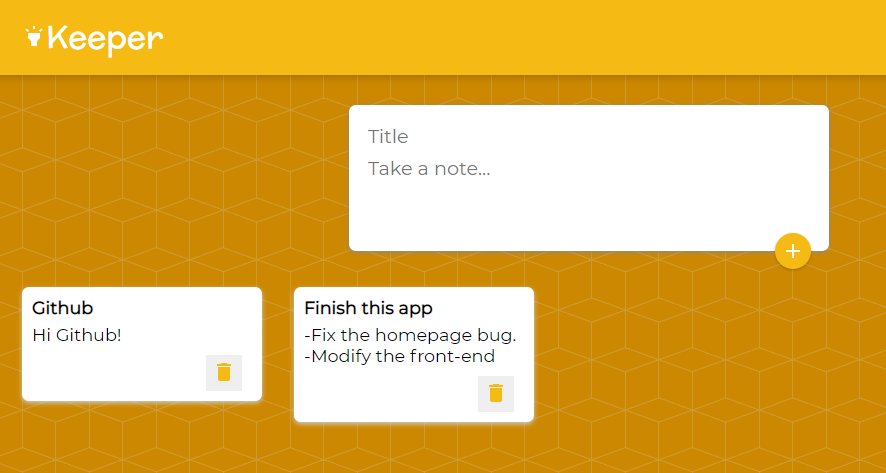 Keeper
Title
Take a note...
Github
Hi Github!
Finish this app
-Fix the homepage bug.
-Modify the front-end